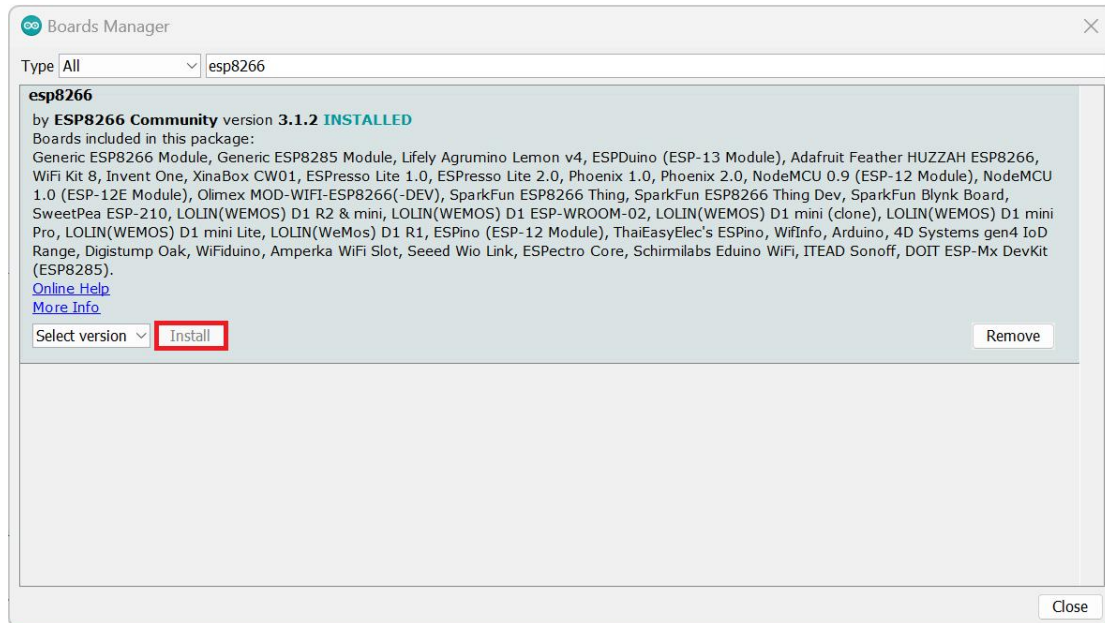 Boards Manager
Type All esp8266
esp8266
by ESP8266 Community version 3.1.2 INSTALLED
Boards included in this package:
Generic ESP8266 Module, Generic ESP8285 Module, Lifely Agrumino Lemon v4, ESPDuino (ESP-13 Module), Adafruit Feather HUZZAH ESP8266,
WiFi Kit 8, Invent One, XinaBox CW01, ESPresso Lite 1.0, ESPresso Lite 2.0, Phoenix 1.0, Phoenix 2.0, NodeMCU 0.9 (ESP-12 Module), NodeMCU
1.0 (ESP-12E Module), Olimex MOD-WIFI-ESP8266(-DEV), SparkFun ESP8266 Thing, SparkFun ESP8266 Thing Dev, SparkFun Blynk Board,
SweetPea ESP-210, LOLIN(WEMOS) D1 R2 & mini, LOLIN(WEMOS) D1 ESP-WROOM-02, LOLIN(WEMOS) D1 mini (clone), LOLIN(WEMOS) D1 mini
Pro, LOLIN(WEMOS) D1 mini Lite, LOLIN(WeMos) D1 R1, ESPino (ESP-12 Module), ThaiEasyElec's ESPino, WifInfo, Arduino, 4D Systems gen4 IoD
Range, Digistump Oak, WiFiduino, Amperka WiFi Slot, Seeed Wio Link, ESPectro Core, Schirmilabs Eduino WiFi, ITEAD Sonoff, DOIT ESP-Mx DevKit
(ESP8285).
Online Help
More Info
Select version Install Remove
Close